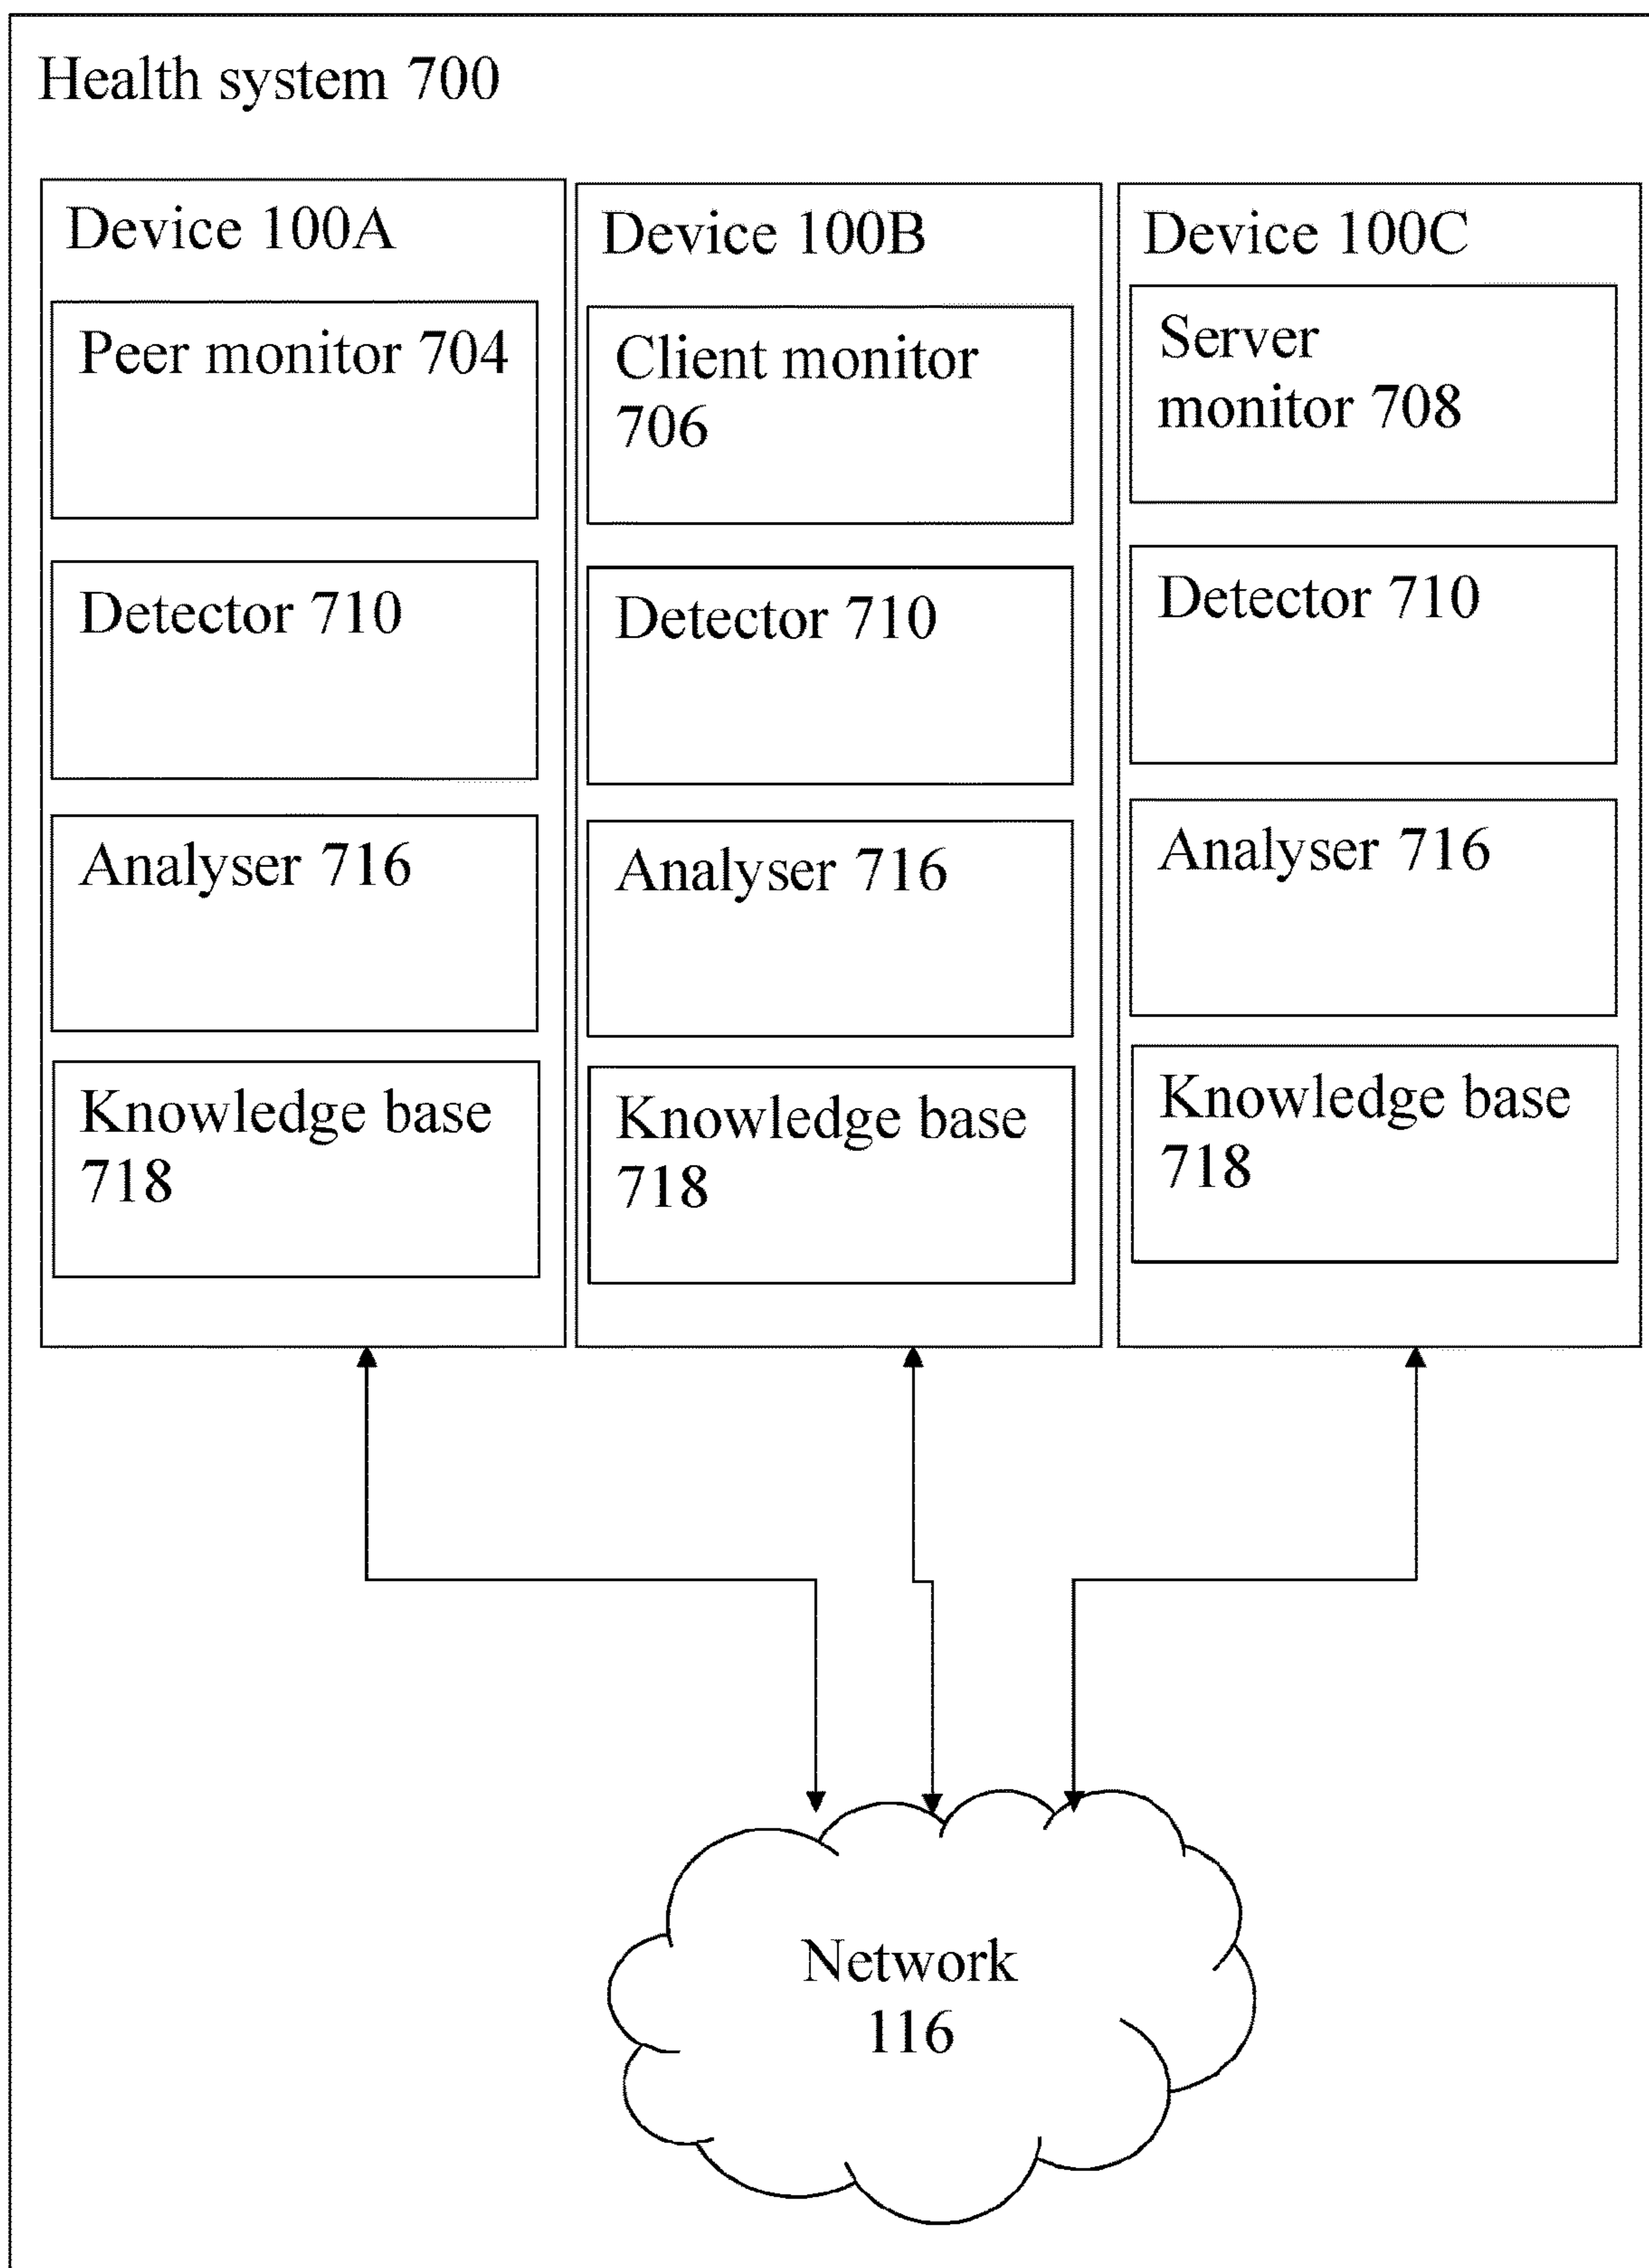 Health system 700
Device 100A
Peer monitor 704
Detector 710
Analyser 716
Knowledge base
718
Device 100B
Client monitor
706
Detector 710
Analyser 716
Knowledge base
718
Device 100C
Server
monitor 708
Detector 710
Analyser 716
Knowledge base
718
Network
116